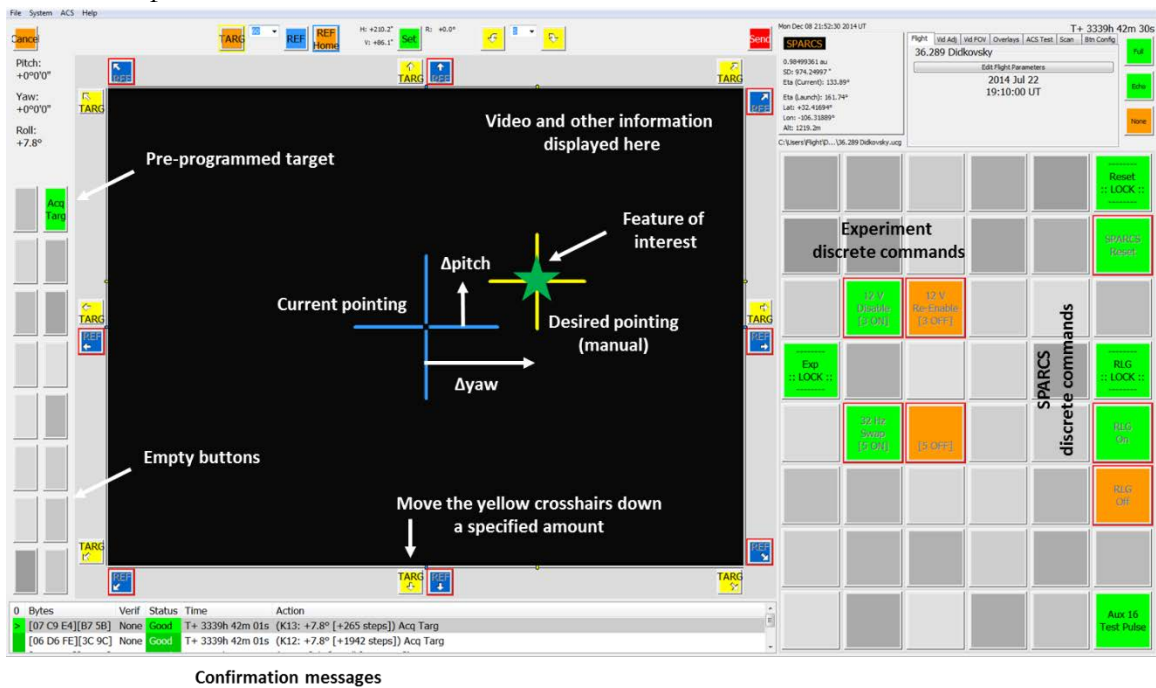 File System ACS Help
Cancel
TARG
60
REF
REF
Home
H: +210.2"
V: +86.1"
Set
R: +0.0°
Send
Pitch:
+0°0'0"
Yaw:
+0°0'0"
Roll:
+7.8°
Acq
Targ
REF
TARG
REF
TARG
TARG
REF
TARG
REF
TARG
REF
TARG
REF
REF
TARG
REF
TARG
Video and other information
displayed here
Pre-programmed target
Feature of
interest
Δpitch
Current pointing
Desired pointing
(manual)
Δyaw
Empty buttons
Move the yellow crosshairs down
a specified amount
Mon Dec 08 21:52:30 2014 UT
T+ 3339h 42m 30s
SPARCS
0.98499361 au
SD: 974.24997 "
Eta (Current): 133.89°
Eta (Launch): 161.74°
Lat: +32.41694°
Lon: -106.31889°
Alt: 1219.2m
C:\Users\Flight\D...\36.289 Didkovsky.ucg
Flight Vid Adj Vid FOV Overlays ACS Test Scan Btn Config
36.289 Didkovsky
Edit Flight Parameters
2014 Jul 22
19:10:00 UT
Full
Echo
None
Reset
:: LOCK ::
Experiment
discrete commands
SPARCS
Reset
12 V
Disable
[3 ON]
12 V
Re-Enable
[3 OFF]
SPARCS
discrete commands
Exp
:: LOCK ::
RLG
:: LOCK ::
32 Hz
Swap
[5 ON]
[5 OFF]
RLG
On
RLG
Off
Aux 16
Test Pulse
0 Bytes Verif Status Time Action
> [07 C9 E4][B7 5B] None Good T+ 3339h 42m 01s (K13: +7.8° [+265 steps]) Acq Targ
[06 D6 FE][3C 9C] None Good T+ 3339h 42m 01s (K12: +7.8° [+1942 steps]) Acq Targ
Confirmation messages